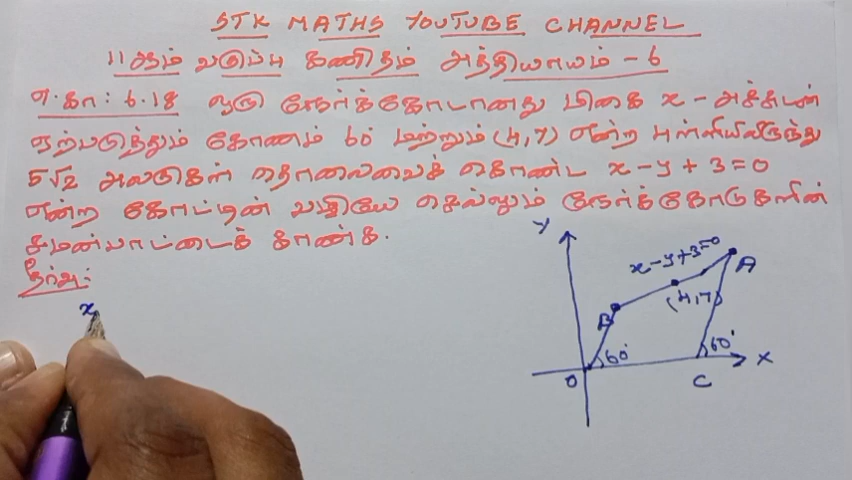 STK MATHS YOUTUBE CHANNEL
11 ஆம் வகுப்பு கணிதம் அத்தியாயம் - 6
எ.கா: 6.18 ஒரு நேர்க்கோடானது மிகை x - அச்சுடன்
ஏற்படுத்தும் கோணம் 60° மற்றும் (4,7) என்ற புள்ளியிலிருந்து
5√2 அலகுகள் தொலைவைக் கொண்ட x - y + 3 = 0
என்ற கோட்டின் வழியே செல்லும் நேர்க்கோடுகளின்
சமன்பாட்டைக் காண்க.
தீர்வு:
Y
x - y + 3 = 0
A
(4,7)
B
60°
60°
X
O
C
x